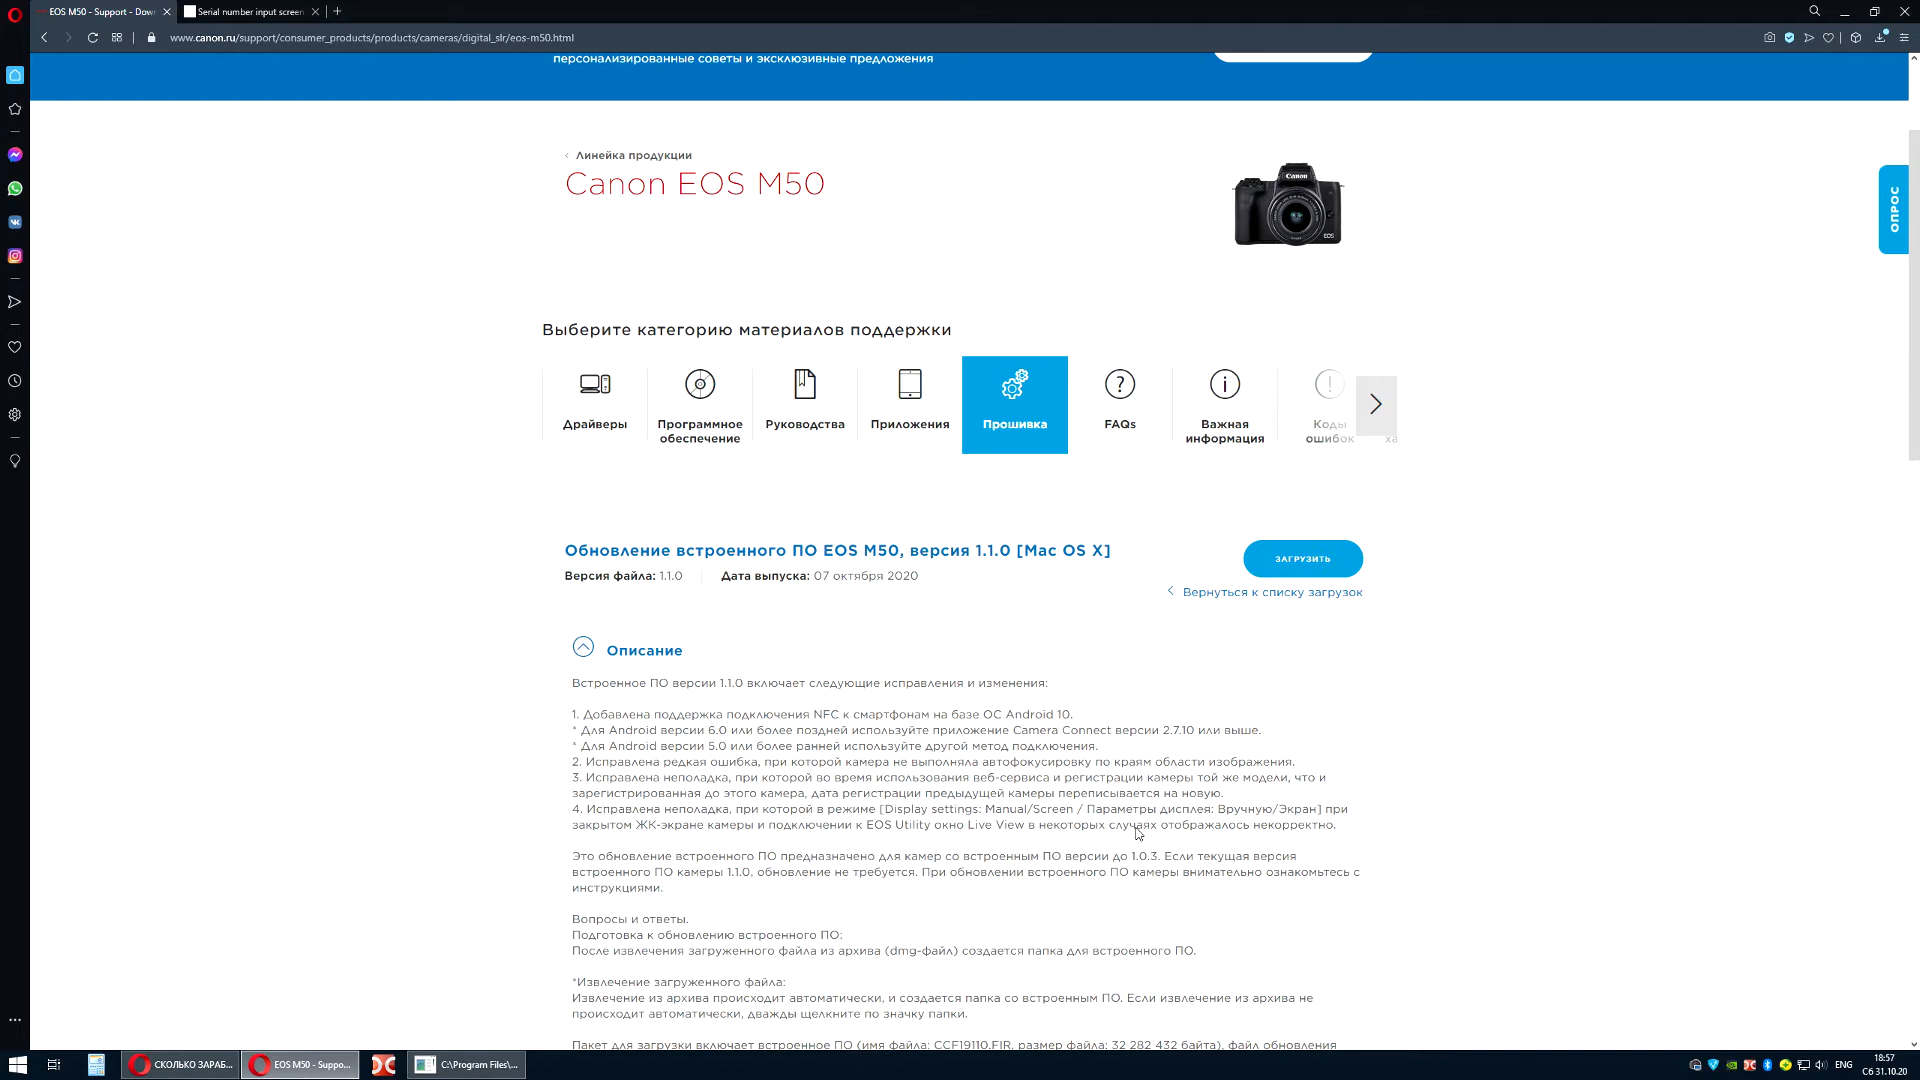 EOS M50 - Support - Dow
Serial number input screen
www.canon.ru/support/consumer_products/products/cameras/digital_slr/eos-m50.html
персонализированные советы и эксклюзивные предложения
Линейка продукции
Canon EOS M50
Canon
EOS
ОПРОС
Выберите категорию материалов поддержки
Драйверы
Программное обеспечение
Руководства
Приложения
Прошивка
FAQs
Важная информация
Коды ошибок
ха
Обновление встроенного ПО EOS M50, версия 1.1.0 [Mac OS X]
ЗАГРУЗИТЬ
Версия файла: 1.1.0
Дата выпуска: 07 октября 2020
Вернуться к списку загрузок
Описание
Встроенное ПО версии 1.1.0 включает следующие исправления и изменения:
1. Добавлена поддержка подключения NFC к смартфонам на базе ОС Android 10.
* Для Android версии 6.0 или более поздней используйте приложение Camera Connect версии 2.7.10 или выше.
* Для Android версии 5.0 или более ранней используйте другой метод подключения.
2. Исправлена редкая ошибка, при которой камера не выполняла автофокусировку по краям области изображения.
3. Исправлена неполадка, при которой во время использования веб-сервиса и регистрации камеры той же модели, что и
зарегистрированная до этого камера, дата регистрации предыдущей камеры переписывается на новую.
4. Исправлена неполадка, при которой в режиме [Display settings: Manual/Screen / Параметры дисплея: Вручную/Экран] при
закрытом ЖК-экране камеры и подключении к EOS Utility окно Live View в некоторых случаях отображалось некорректно.
Это обновление встроенного ПО предназначено для камер со встроенным ПО версии до 1.0.3. Если текущая версия
встроенного ПО камеры 1.1.0, обновление не требуется. При обновлении встроенного ПО камеры внимательно ознакомьтесь с
инструкциями.
Вопросы и ответы.
Подготовка к обновлению встроенного ПО:
После извлечения загруженного файла из архива (dmg-файл) создается папка для встроенного ПО.
*Извлечение загруженного файла:
Извлечение из архива происходит автоматически, и создается папка со встроенным ПО. Если извлечение из архива не
происходит автоматически, дважды щелкните по значку папки.
Пакет для загрузки включает встроенное ПО (имя файла: CCF19110.FIR, размер файла: 32 282 432 байта), файл обновления
СКОЛЬКО ЗАРАБ...
EOS M50 - Suppo...
C:\Program Files\...
ENG
18:57
Сб 31.10.20